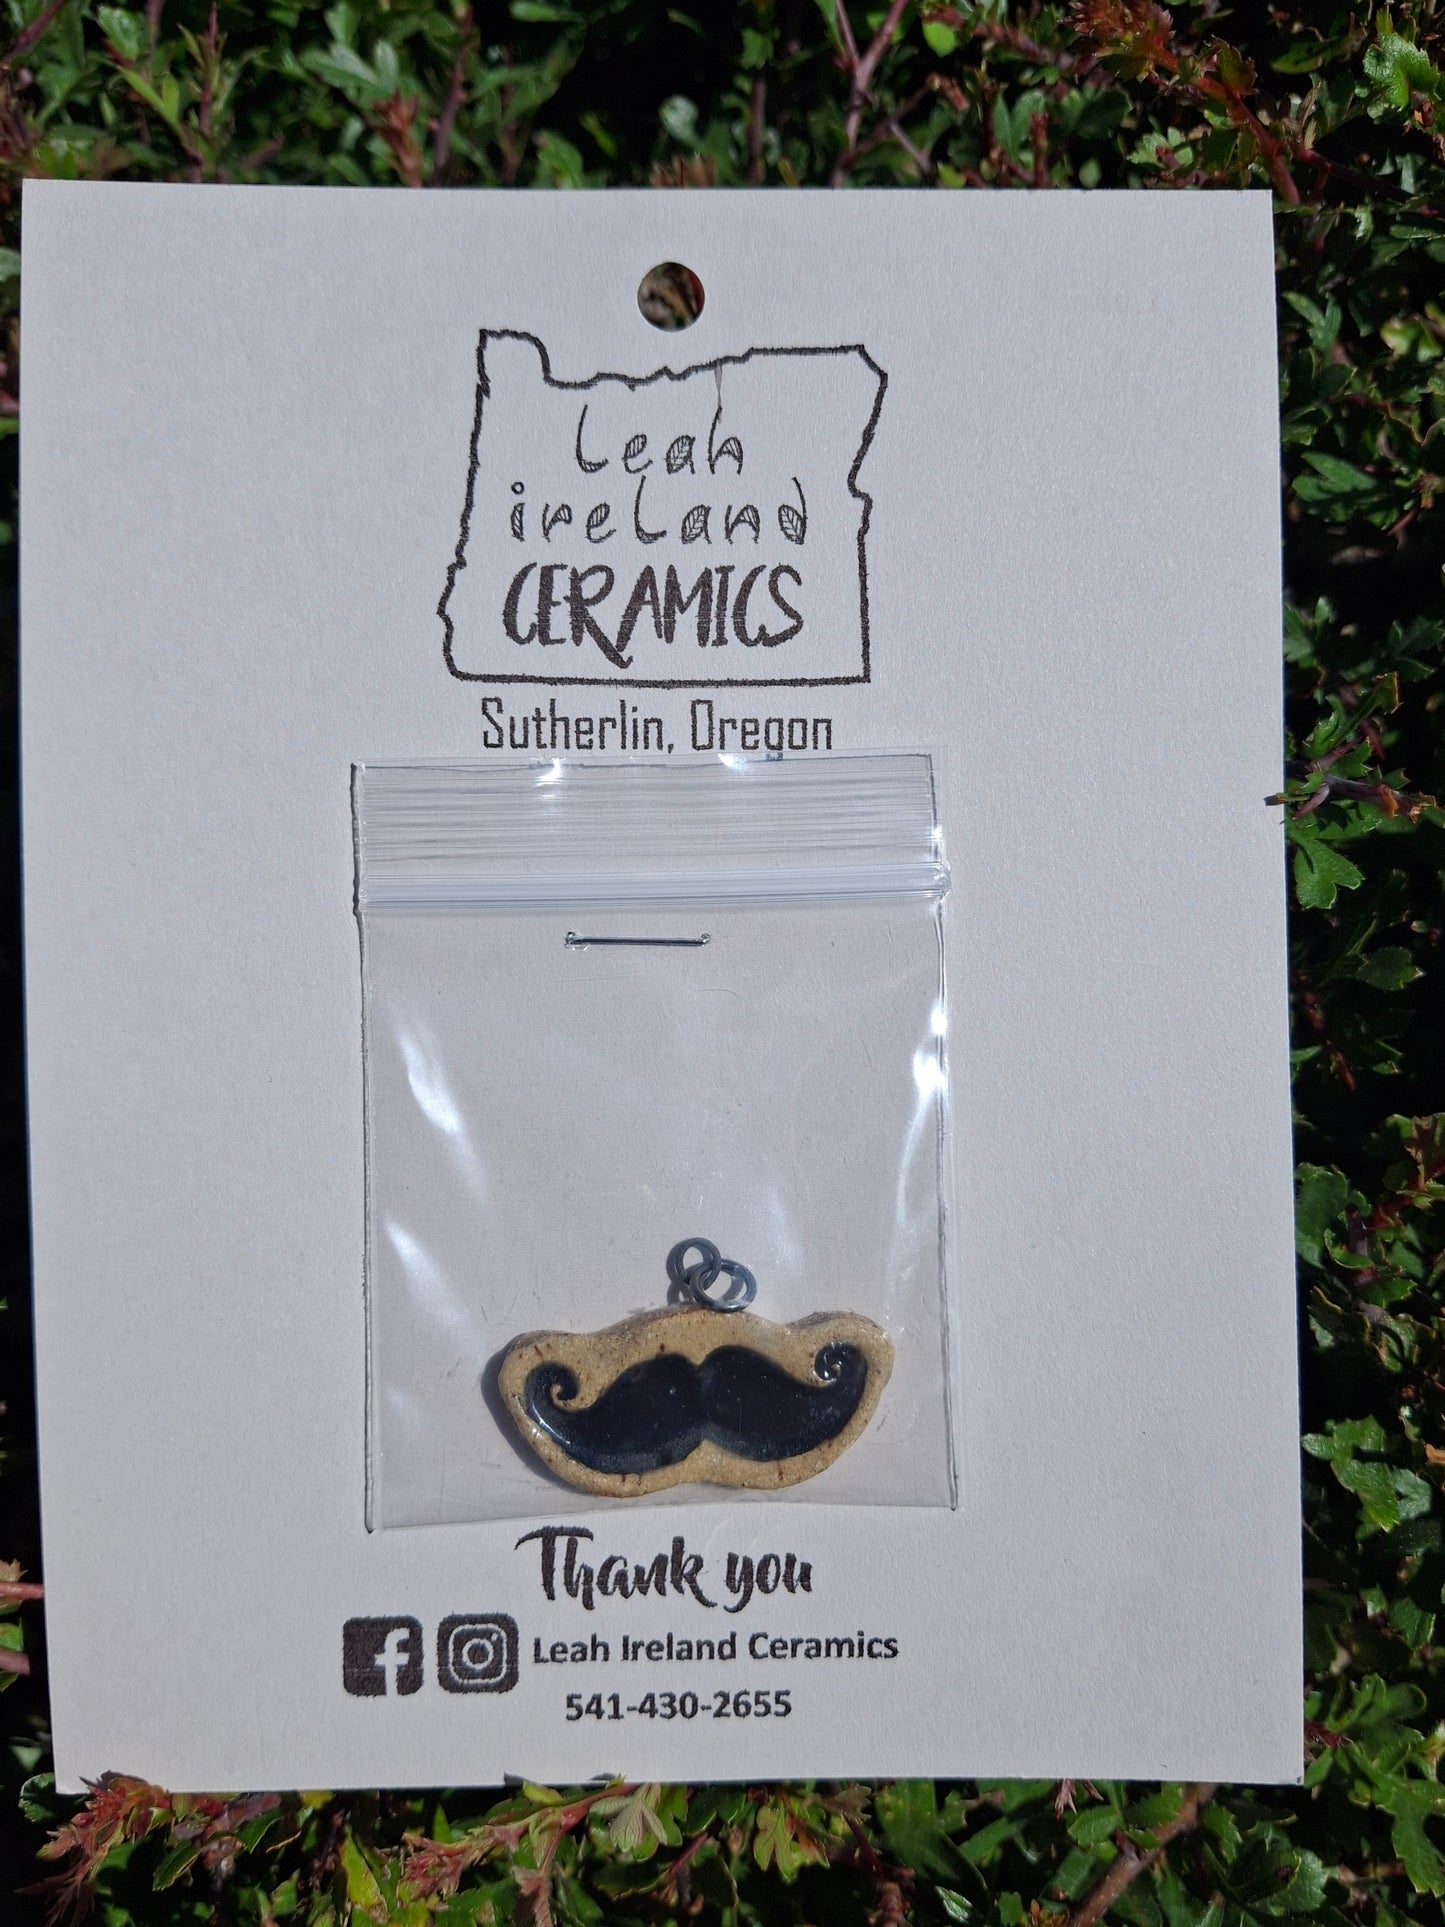 Leah
ireland
CERAMICS
Sutherlin, Oregon
Thank you
Leah Ireland Ceramics
541-430-2655